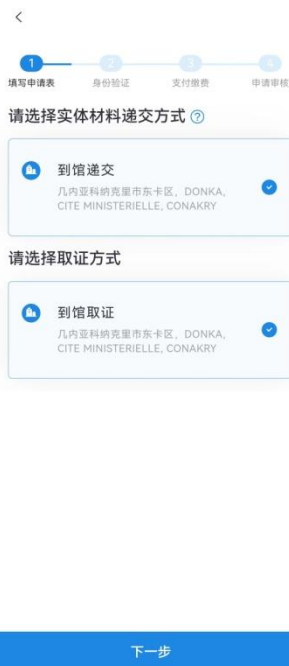 1
2
3
4
填写申请表
身份验证
支付缴费
申请审核
请选择实体材料递交方式 ?
到馆递交
几内亚科纳克里市东卡区，DONKA,
CITE MINISTERIELLE, CONAKRY
请选择取证方式
到馆取证
几内亚科纳克里市东卡区，DONKA,
CITE MINISTERIELLE, CONAKRY
下一步